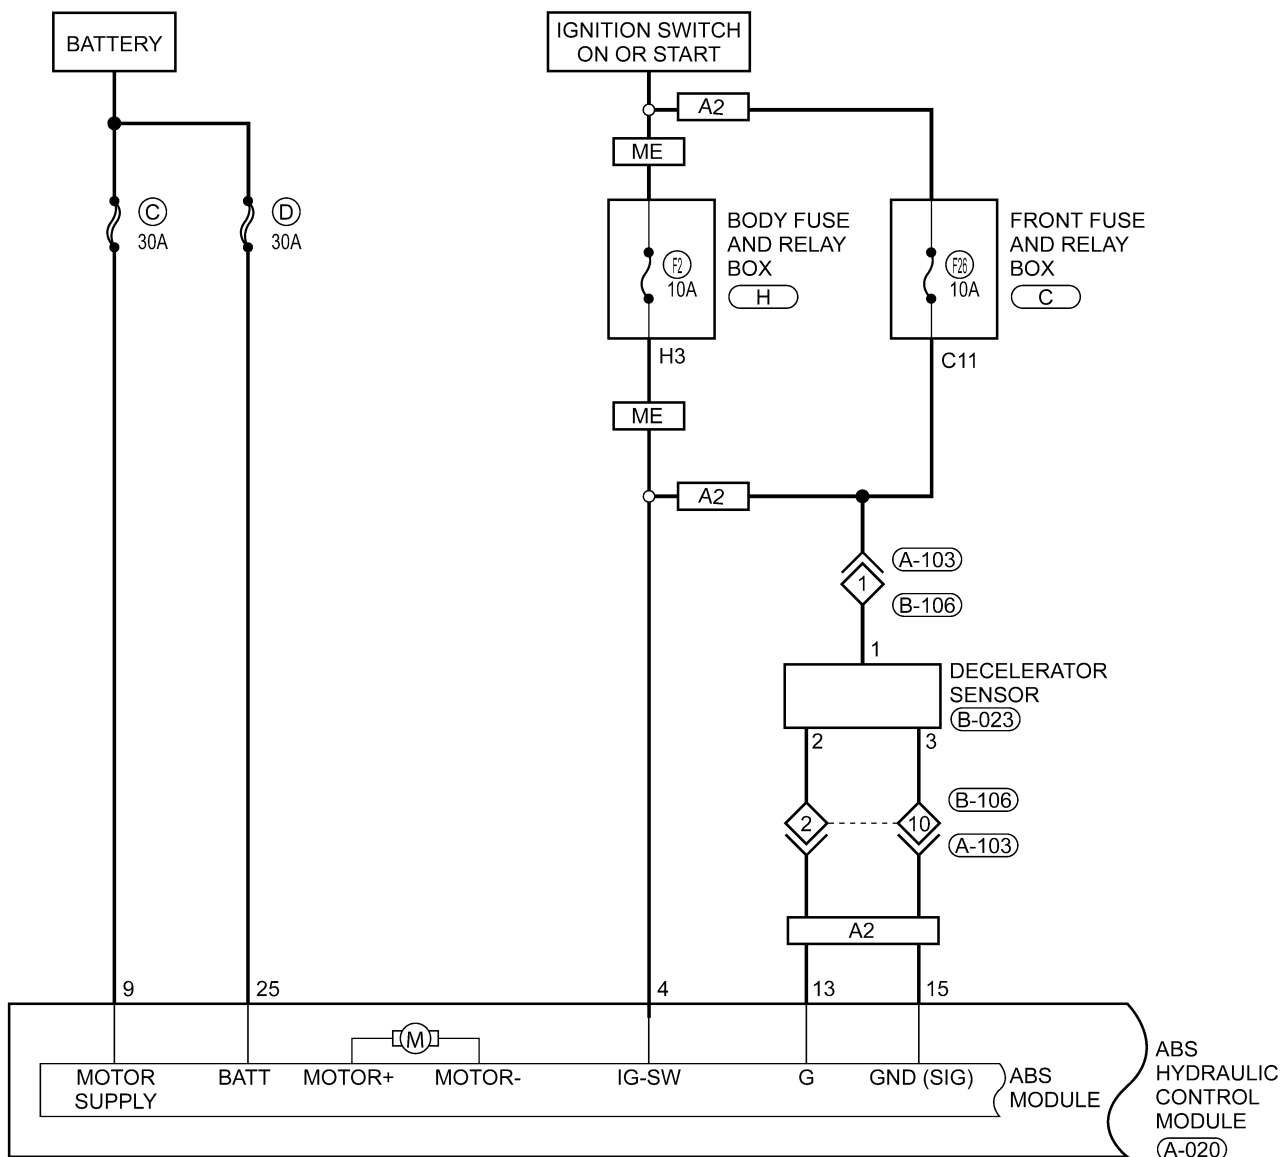 BATTERY
IGNITION SWITCH
ON OR START
A2
ME
C
30A
D
30A
F2
10A
BODY FUSE
AND RELAY
BOX
H
F26
10A
FRONT FUSE
AND RELAY
BOX
C
H3
C11
ME
A2
A-103
1
B-106
1
DECELERATOR
SENSOR
B-023
2
3
B-106
2
10
A-103
A2
9
25
4
13
15
M
MOTOR
SUPPLY
BATT
MOTOR+
MOTOR-
IG-SW
G
GND (SIG)
ABS
MODULE
ABS
HYDRAULIC
CONTROL
MODULE
A-020